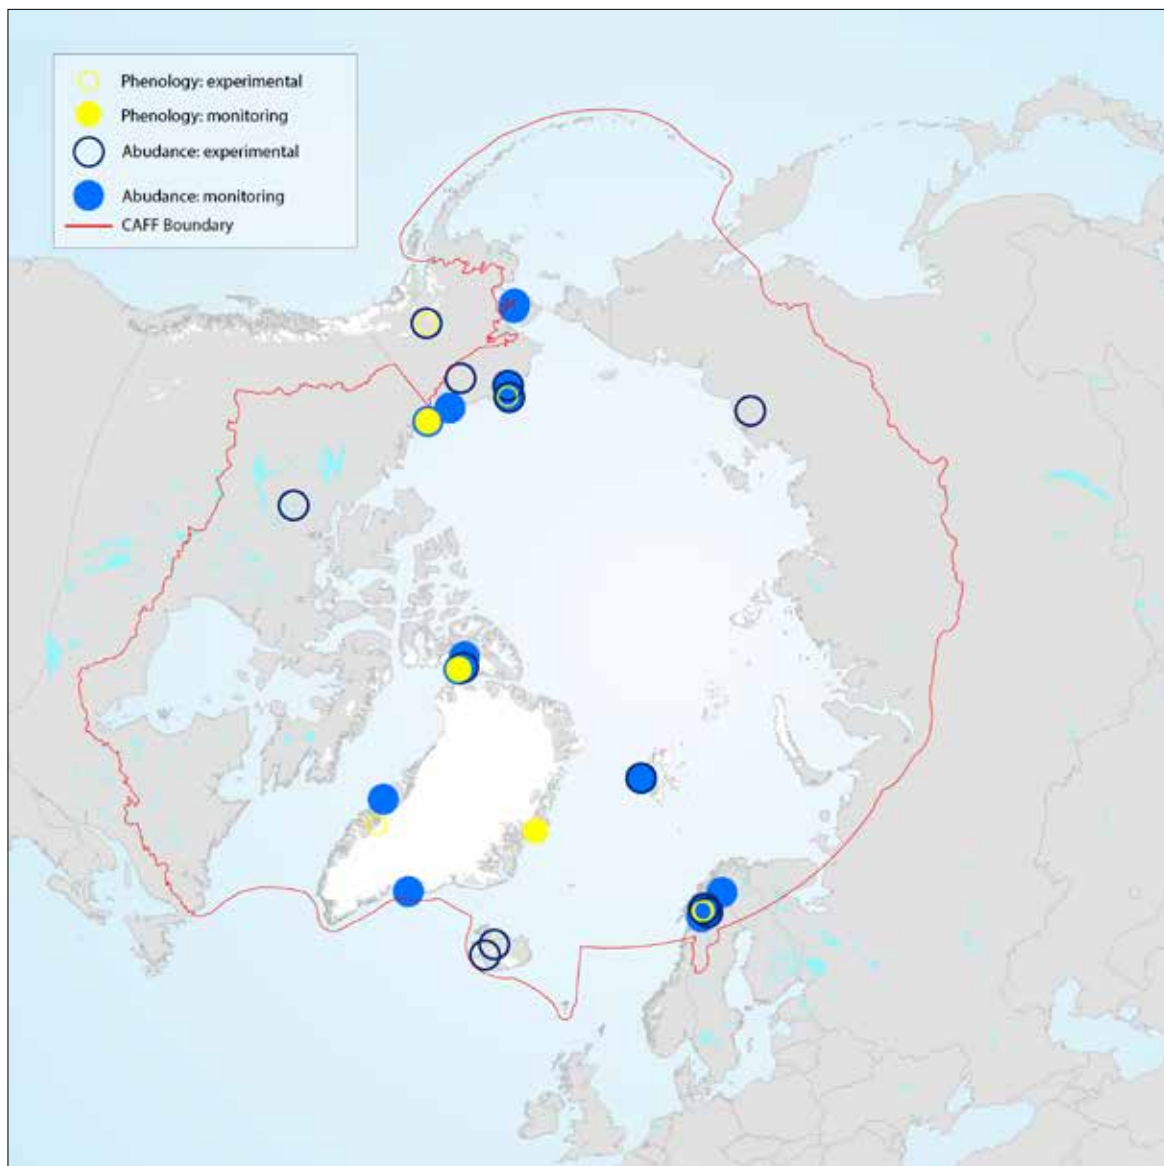 Phenology: experimental
Phenology: monitoring
Abudance: experimental
Abudance: monitoring
CAFF Boundary